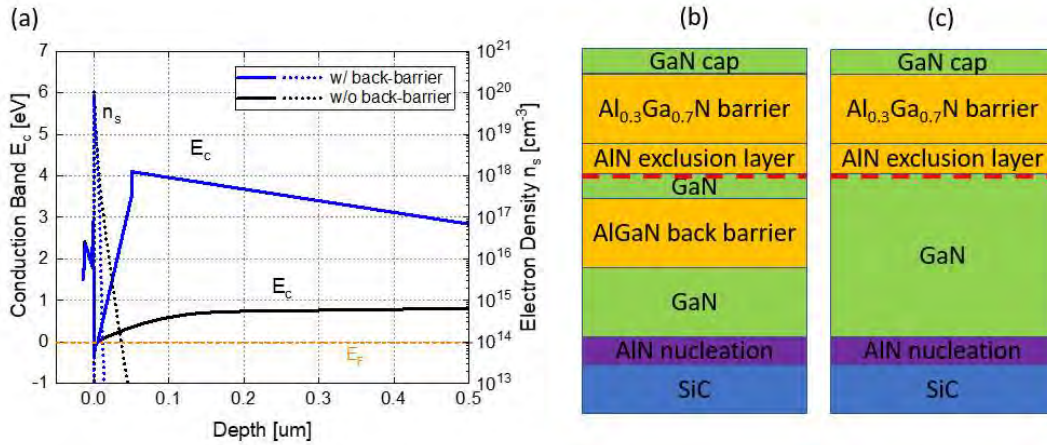 (a)
Conduction Band E_c [eV]
7
6
5
4
3
2
1
0
-1
w/ back-barrier
w/o back-barrier
n_s
E_c
E_c
E_F
10^21
10^20
10^19
10^18
10^17
10^16
10^15
10^14
10^13
Electron Density n_s [cm^-3]
0.0 0.1 0.2 0.3 0.4 0.5
Depth [um]
(b)
GaN cap
Al0.3Ga0.7N barrier
AlN exclusion layer
GaN
AlGaN back barrier
GaN
AlN nucleation
SiC
(c)
GaN cap
Al0.3Ga0.7N barrier
AlN exclusion layer
GaN
AlN nucleation
SiC